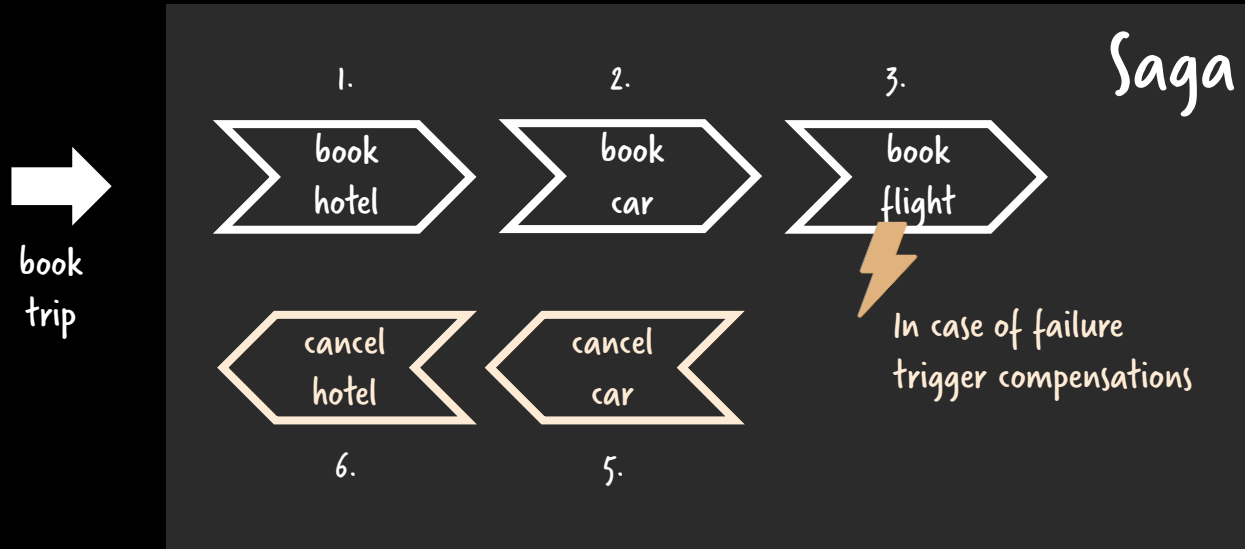 Saga
1.
2.
3.
book
hotel
book
car
book
flight
book
trip
In case of failure
trigger compensations
cancel
hotel
cancel
car
6.
5.